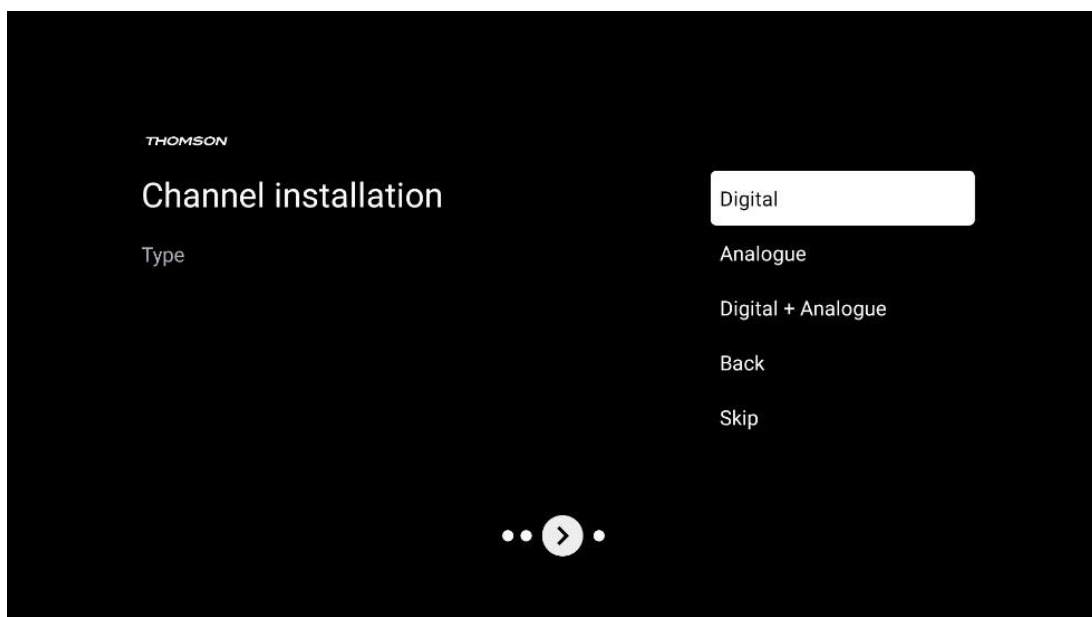 THOMSON
Channel installation
Type
Digital
Analogue
Digital + Analogue
Back
Skip